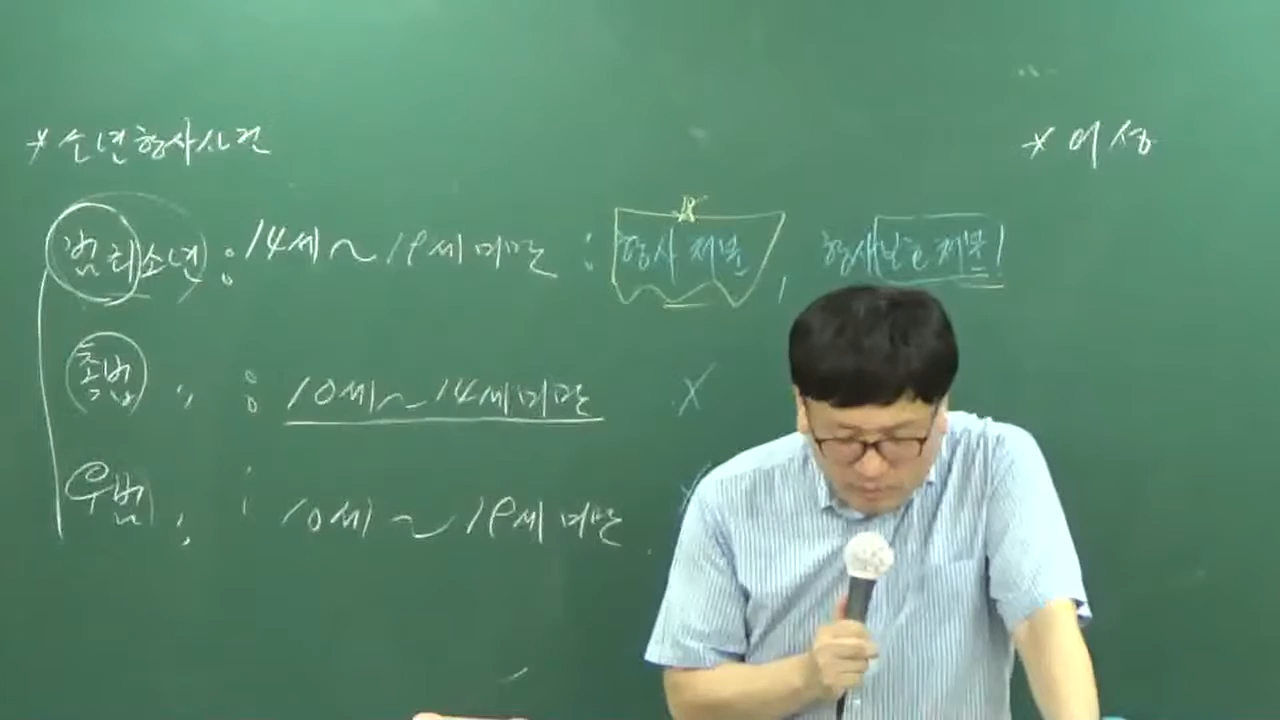 * 소년형사사건
* 여성
범죄소년 : 14세 ~ 19세 미만 : 형사 처분, 형사 처분
촉법 〃 : 10세 ~ 14세 미만 X
우범 〃 : 10세 ~ 19세 미만